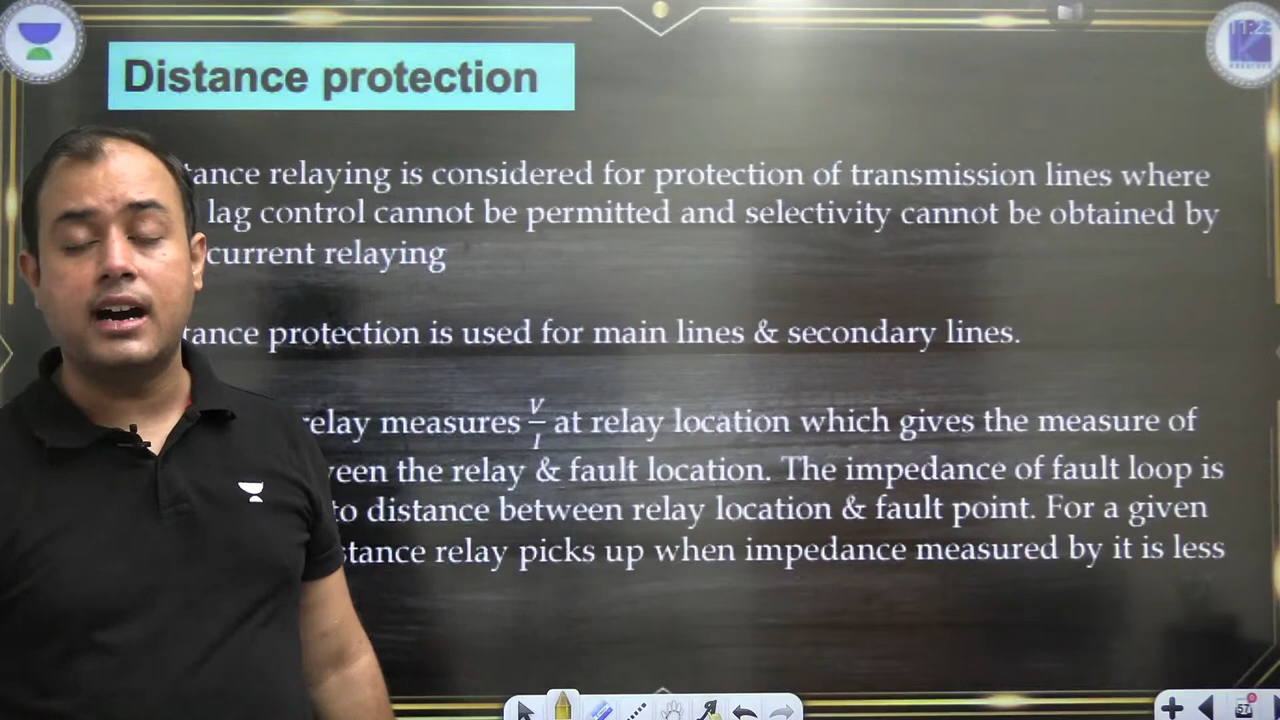 11:23
Distance protection
tance relaying is considered for protection of transmission lines where
lag control cannot be permitted and selectivity cannot be obtained by
current relaying
tance protection is used for main lines & secondary lines.
relay measures V/I at relay location which gives the measure of
ween the relay & fault location. The impedance of fault loop is
to distance between relay location & fault point. For a given
stance relay picks up when impedance measured by it is less
57